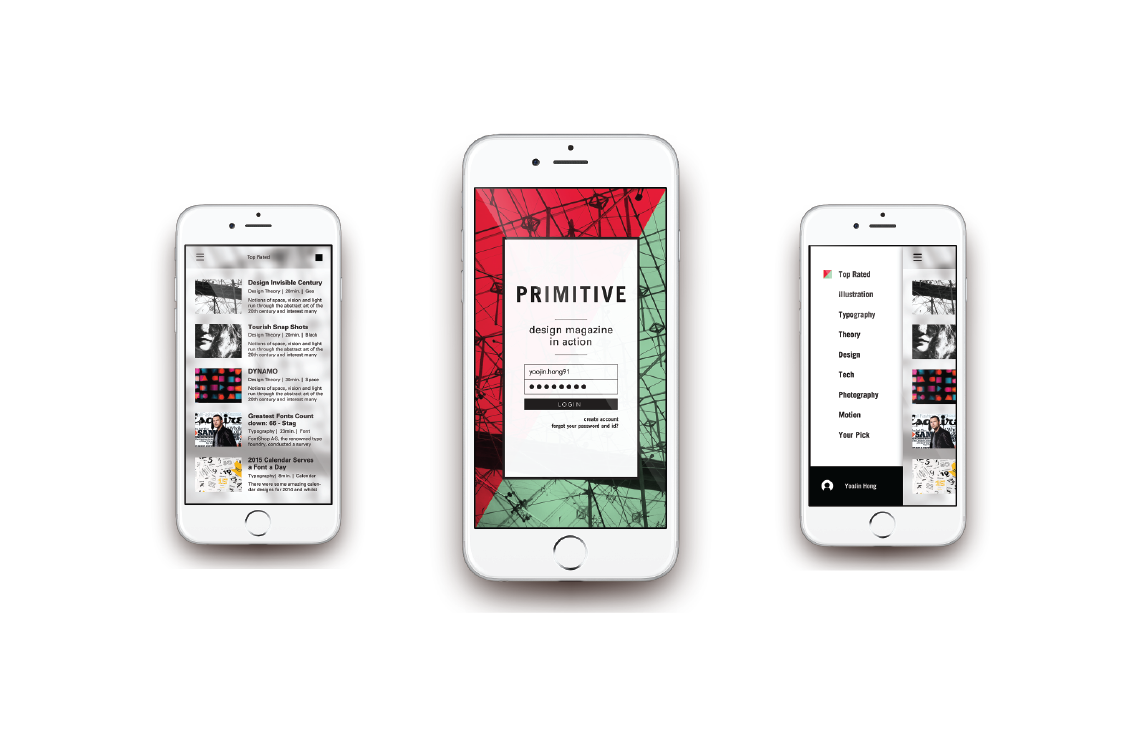 Top Rated
Design Invisible Century
Design Theory | 28min. | Geo
Notions of space, vision and light
run through the abstract art of the
20th century and interest many
Tourish Snap Shots
Design Theory | 28min. | Black
Notions of space, vision and light
run through the abstract art of the
20th century and interest many
DYNAMO
Design Theory | 38min. | Space
Notions of space, vision and light
run through the abstract art of the
20th century and interest many
Greatest Fonts Count
down: 66 - Stag
Typography | 33min. | Font
FontShop AG, the renowned type
foundry, conducted a survey
2015 Calendar Serves
a Font a Day
Typography| 8min. | Calendar
There were some amazing calen-
dar designs for 2014 and whilst
PRIMITIVE
design magazine
in action
yoojin.hong91
LOGIN
create account
forgot your password and id?
Top Rated
illustration
Typography
Theory
Design
Tech
Photography
Motion
Your Pick
Yoojin Hong